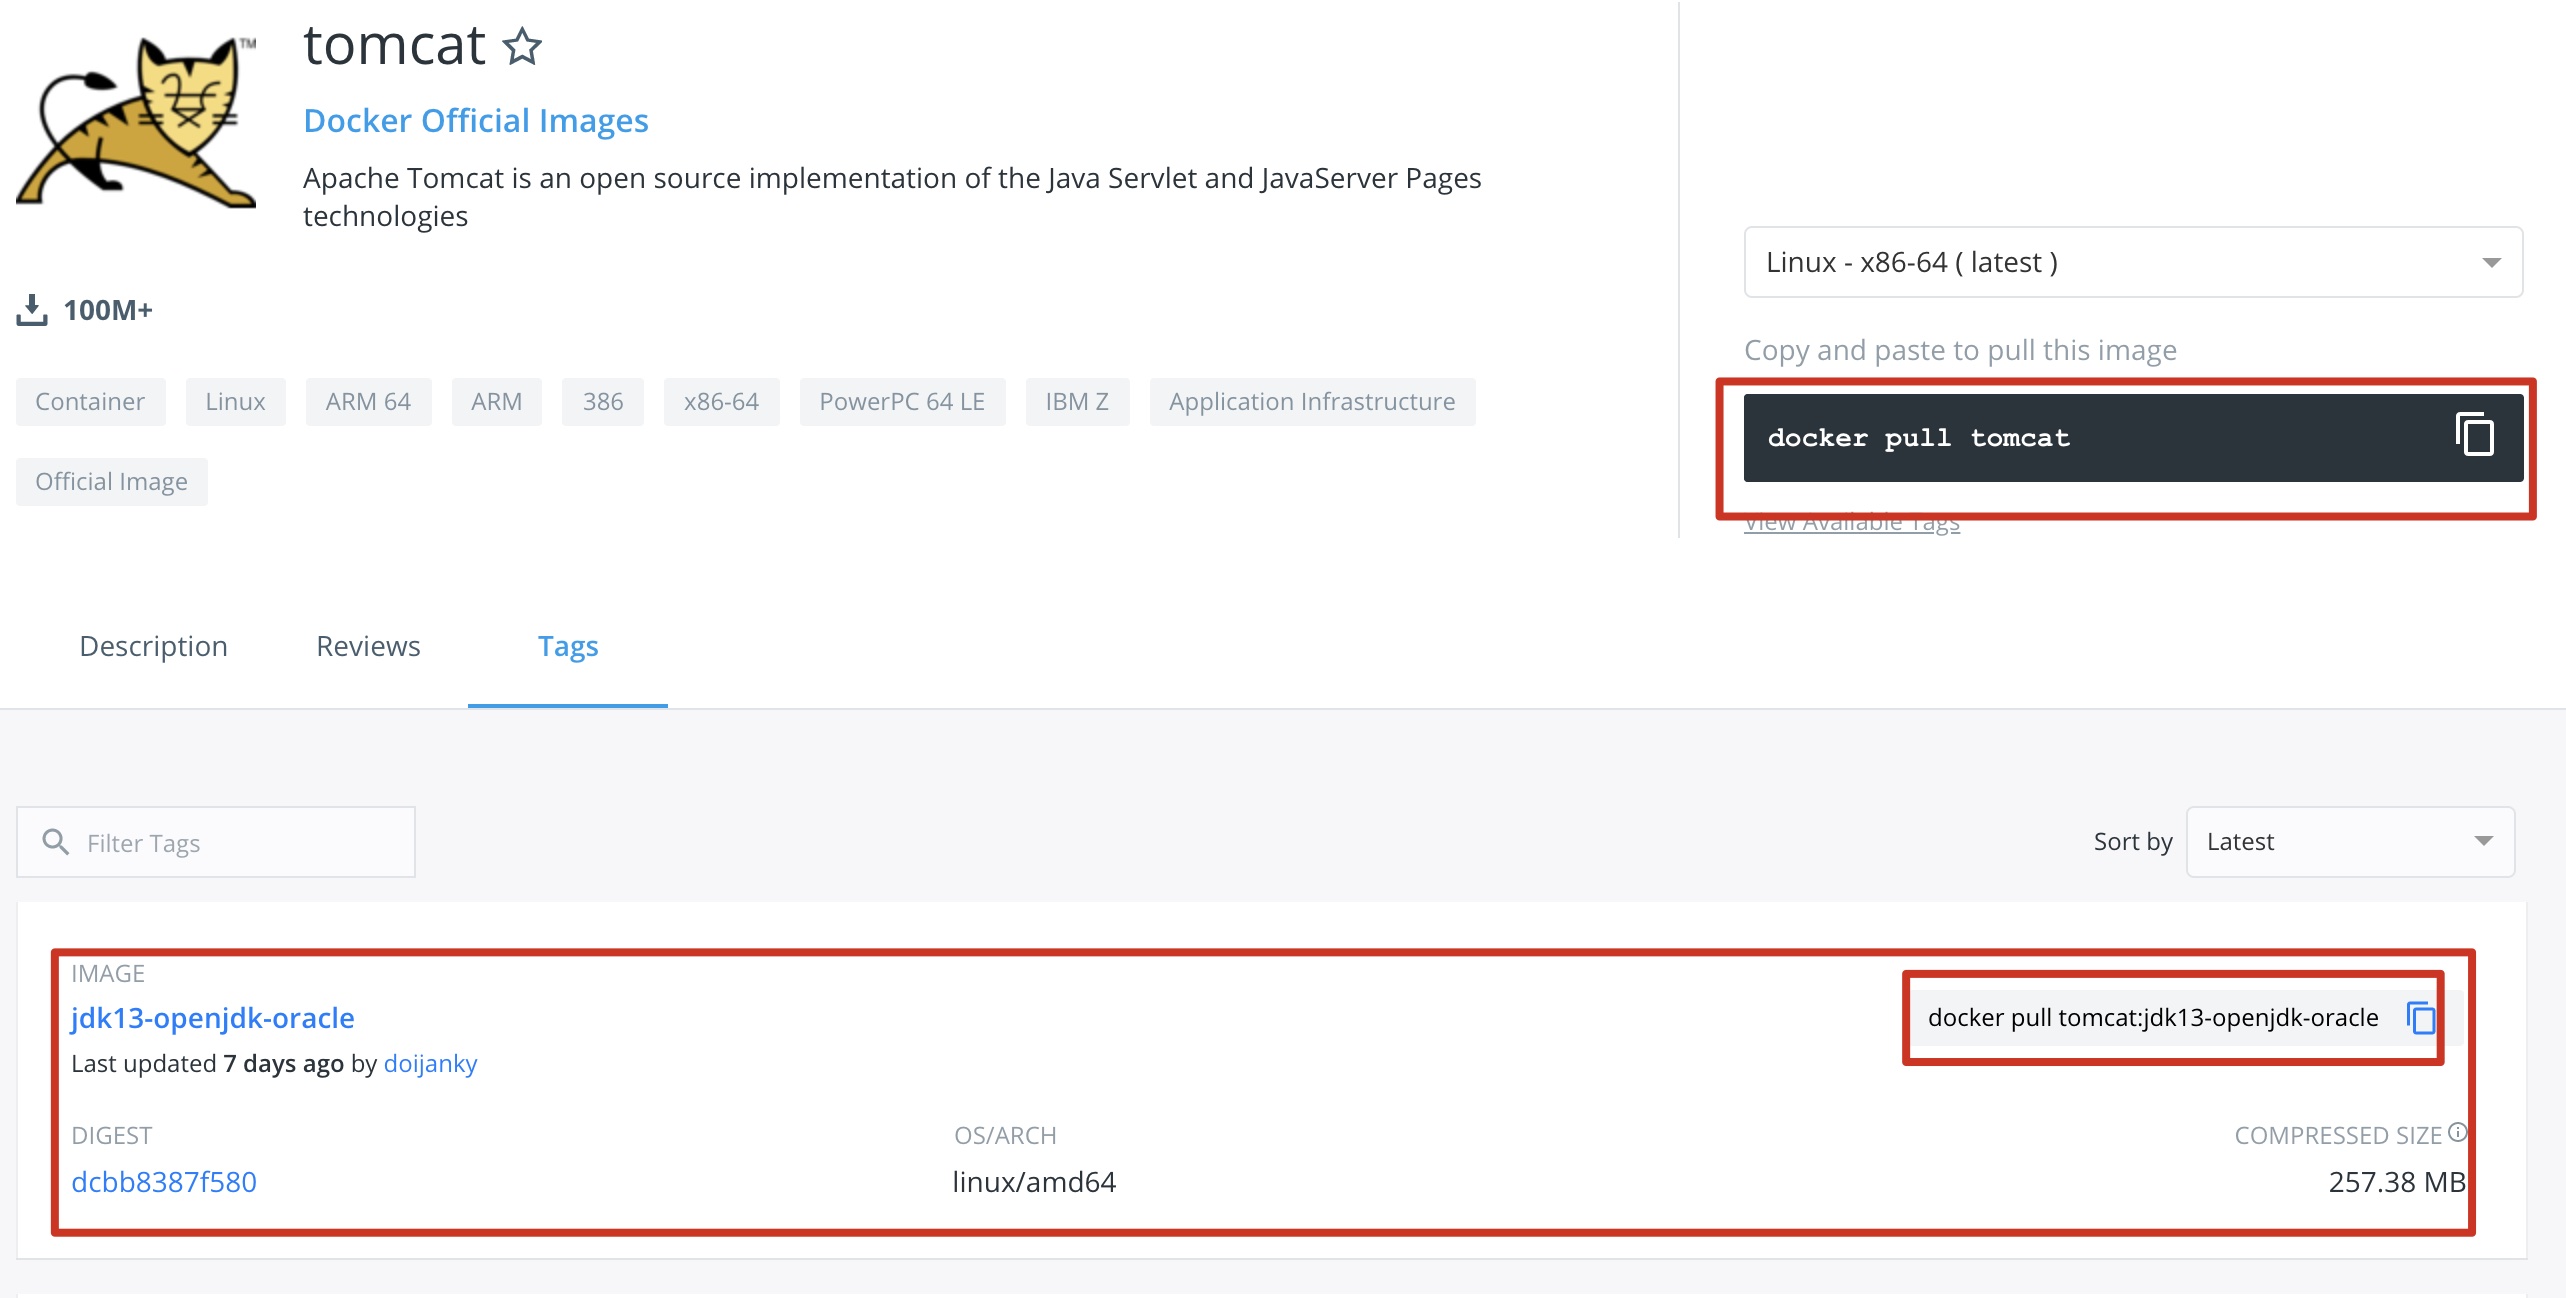 tomcat
TM
Docker Official Images
Apache Tomcat is an open source implementation of the Java Servlet and JavaServer Pages
technologies
100M+
Container Linux ARM 64 ARM 386 x86-64 PowerPC 64 LE IBM Z Application Infrastructure
Official Image
Linux - x86-64 ( latest )
Copy and paste to pull this image
docker pull tomcat
View Available Tags
Description Reviews Tags
Filter Tags
Sort by Latest
IMAGE
jdk13-openjdk-oracle
docker pull tomcat:jdk13-openjdk-oracle
Last updated 7 days ago by doijanky
DIGEST OS/ARCH COMPRESSED SIZE
dcbb8387f580 linux/amd64 257.38 MB